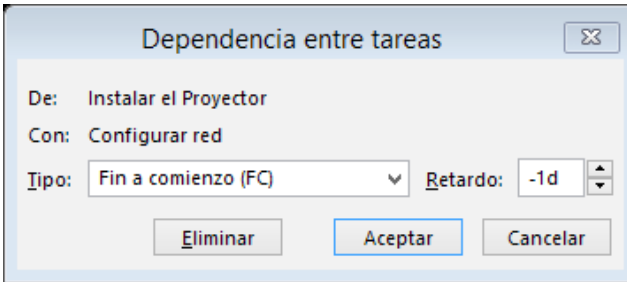 Dependencia entre tareas
De: Instalar el Proyector
Con: Configurar red
Tipo: Fin a comienzo (FC) Retardo: -1d
Eliminar Aceptar Cancelar